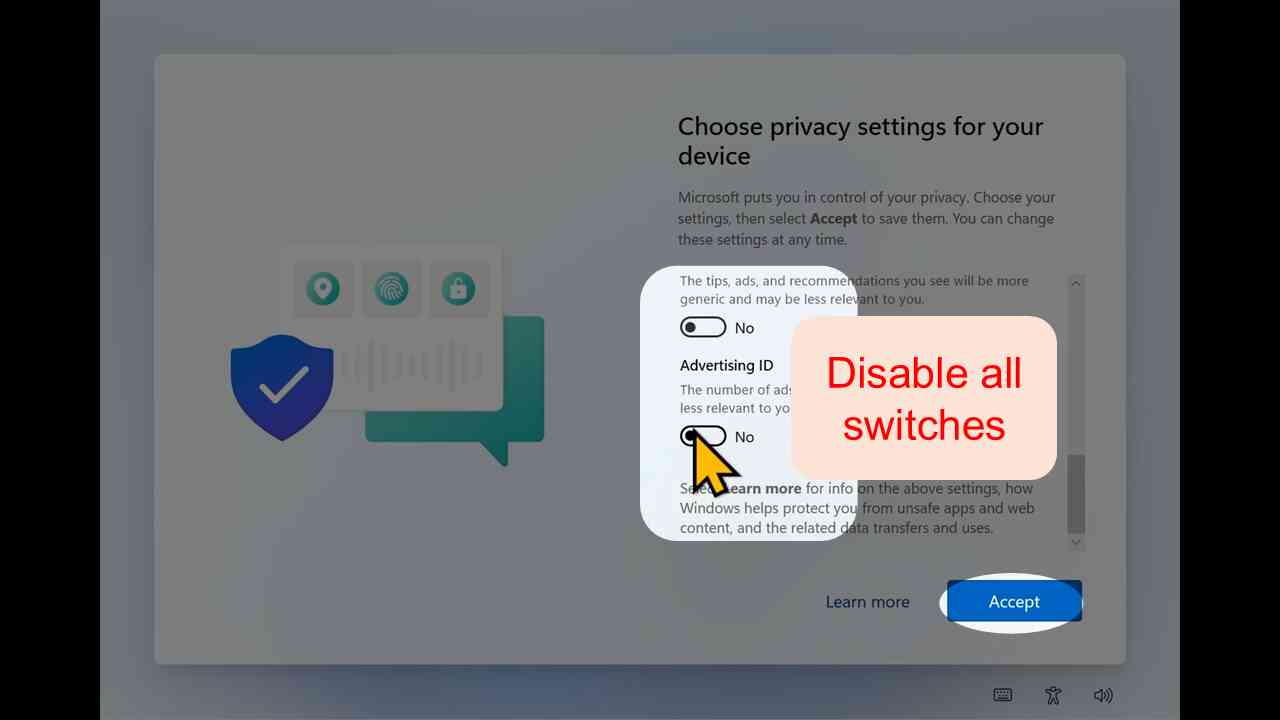 Choose privacy settings for your
device
Microsoft puts you in control of your privacy. Choose your
settings, then select Accept to save them. You can change
these settings at any time.
The tips, ads, and recommendations you see will be more
generic and may be less relevant to you.
No
Advertising ID
The number of ads
less relevant to yo
No
Disable all
switches
Select Learn more for info on the above settings, how
Windows helps protect you from unsafe apps and web
content, and the related data transfers and uses.
Learn more
Accept